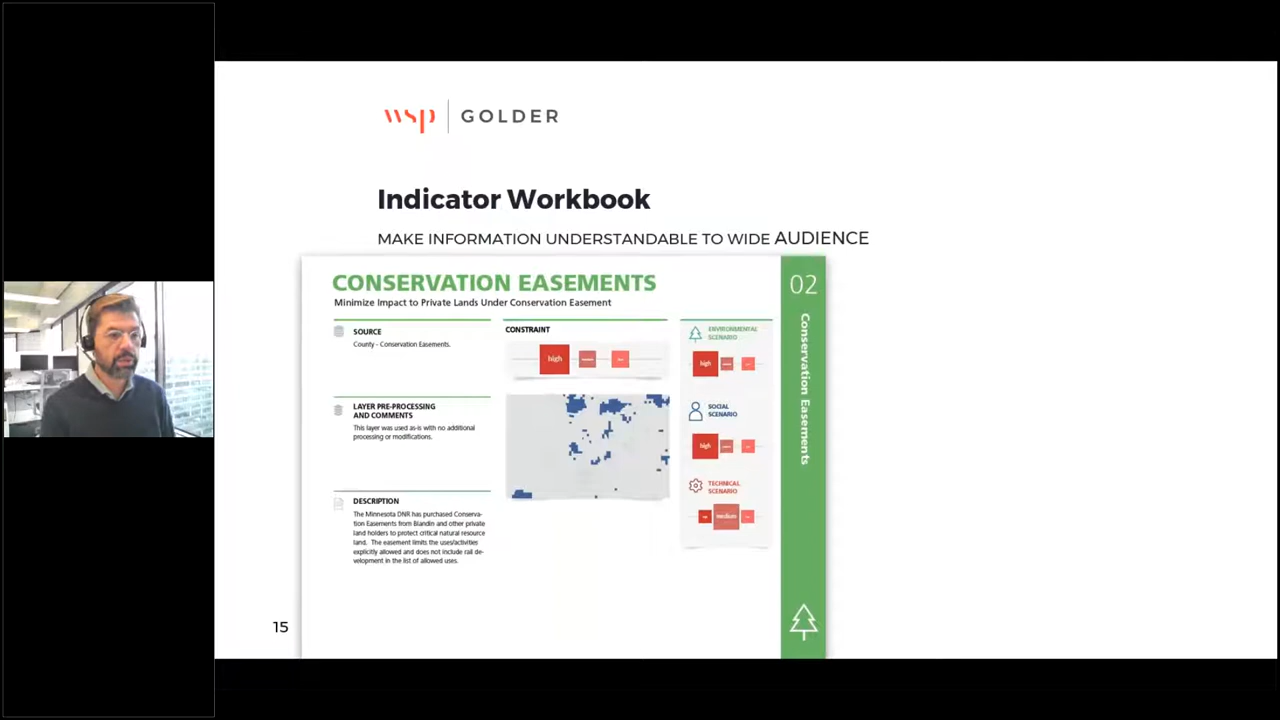 wsp GOLDER
Indicator Workbook
MAKE INFORMATION UNDERSTANDABLE TO WIDE AUDIENCE
CONSERVATION EASEMENTS
Minimize Impact to Private Lands Under Conservation Easement
SOURCE
County - Conservation Easements.
LAYER PRE-PROCESSING
AND COMMENTS
This layer was used as-is with no additional
processing or modifications.
DESCRIPTION
The Minnesota DNR has purchased Conserva-
tion Easements from Blandin and other private
land holders to protect critical natural resource
land. The easement limits the uses/activities
explicitly allowed and does not include rail de-
velopment in the list of allowed uses.
CONSTRAINT
high
ENVIRONMENTAL
SCENARIO
high
SOCIAL
SCENARIO
high
TECHNICAL
SCENARIO
medium
02
Conservation Easements
15